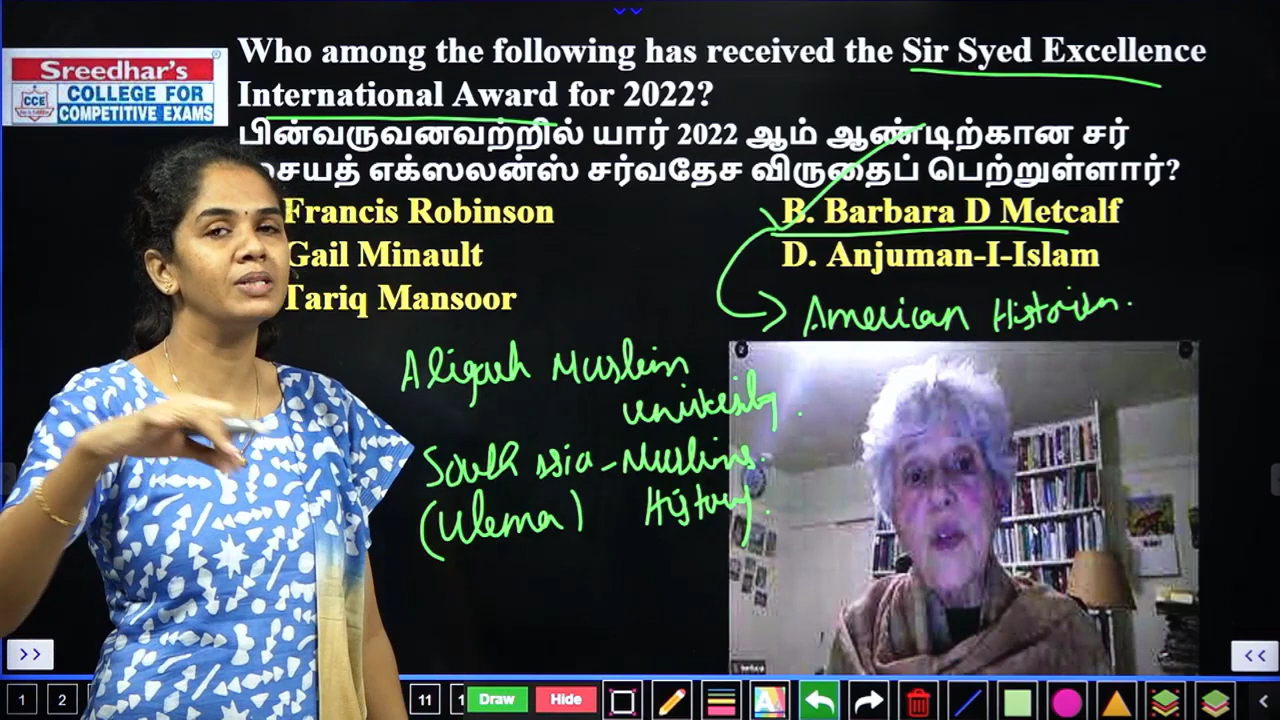 Sreedhar's
CCE
COLLEGE FOR
COMPETITIVE EXAMS
Who among the following has received the Sir Syed Excellence
International Award for 2022?
பின்வருவனவற்றில் யார் 2022 ஆம் ஆண்டிற்கான சர்
சையத் எக்ஸலன்ஸ் சர்வதேச விருதைப் பெற்றுள்ளார்?
Francis Robinson
B. Barbara D Metcalf
Gail Minault
D. Anjuman-I-Islam
Tariq Mansoor
American Historian.
Aligarh Muslim
University.
South Asia - Muslims.
(Ulema) History.
>>
<<
1 2 11 1 Draw Hide